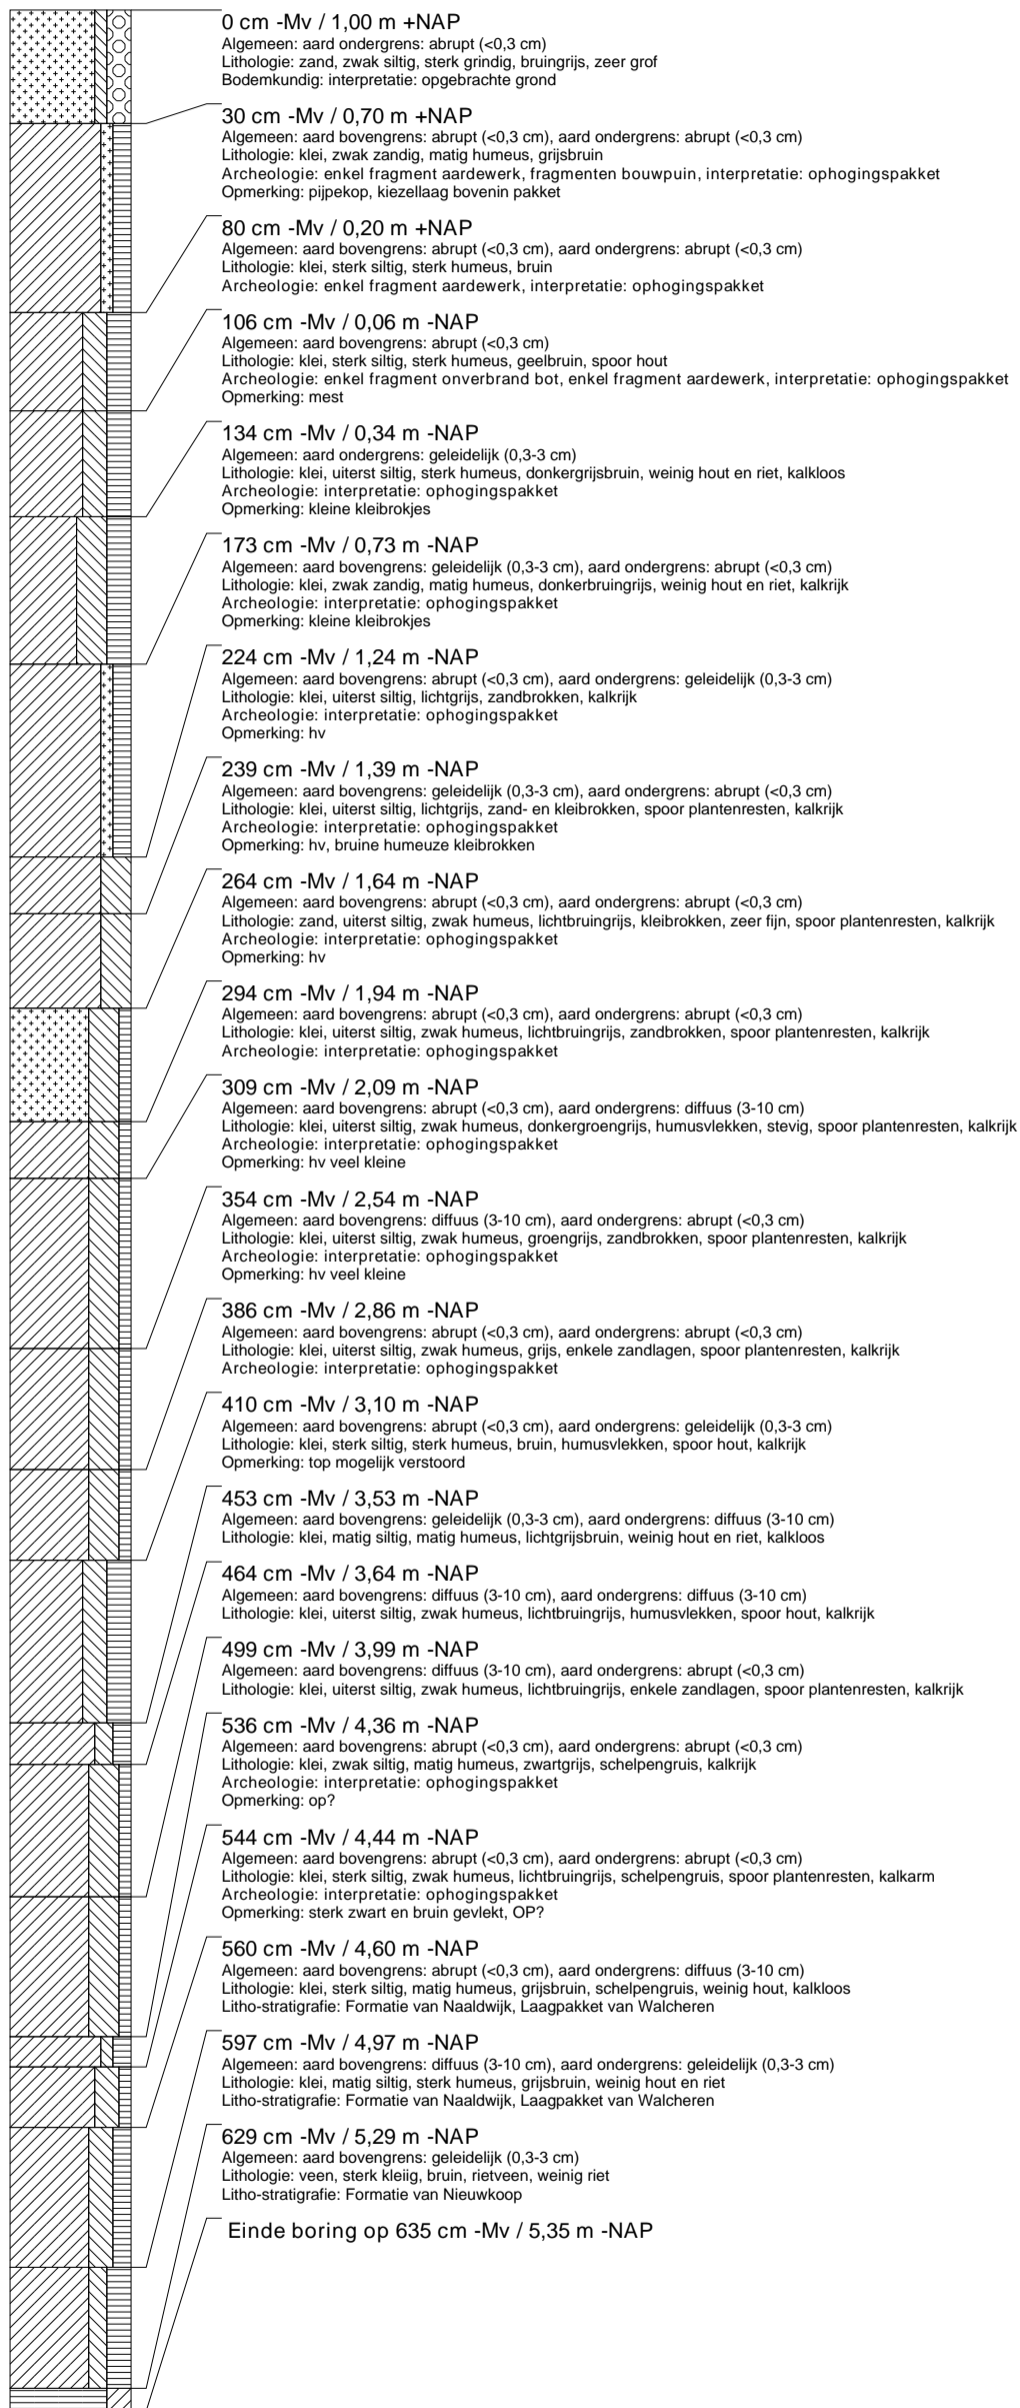 0 cm -Mv / 1,00 m +NAP
Algemeen: aard ondergrens: abrupt (<0,3 cm)
Lithologie: zand, zwak siltig, sterk grindig, bruingrijs, zeer grof
Bodemkundig: interpretatie: opgebrachte grond
30 cm -Mv / 0,70 m +NAP
Algemeen: aard bovengrens: abrupt (<0,3 cm), aard ondergrens: abrupt (<0,3 cm)
Lithologie: klei, zwak zandig, matig humeus, grijsbruin
Archeologie: enkel fragment aardewerk, fragmenten bouwpuin, interpretatie: ophogingspakket
Opmerking: pijpekop, kiezellaag bovenin pakket
80 cm -Mv / 0,20 m +NAP
Algemeen: aard bovengrens: abrupt (<0,3 cm), aard ondergrens: abrupt (<0,3 cm)
Lithologie: klei, sterk siltig, sterk humeus, bruin
Archeologie: enkel fragment aardewerk, interpretatie: ophogingspakket
106 cm -Mv / 0,06 m -NAP
Algemeen: aard bovengrens: abrupt (<0,3 cm)
Lithologie: klei, sterk siltig, sterk humeus, geelbruin, spoor hout
Archeologie: enkel fragment onverbrand bot, enkel fragment aardewerk, interpretatie: ophogingspakket
Opmerking: mest
134 cm -Mv / 0,34 m -NAP
Algemeen: aard ondergrens: geleidelijk (0,3-3 cm)
Lithologie: klei, uiterst siltig, sterk humeus, donkergrijsbruin, weinig hout en riet, kalkloos
Archeologie: interpretatie: ophogingspakket
Opmerking: kleine kleibrokjes
173 cm -Mv / 0,73 m -NAP
Algemeen: aard bovengrens: geleidelijk (0,3-3 cm), aard ondergrens: abrupt (<0,3 cm)
Lithologie: klei, zwak zandig, matig humeus, donkerbruingrijs, weinig hout en riet, kalkrijk
Archeologie: interpretatie: ophogingspakket
Opmerking: kleine kleibrokjes
224 cm -Mv / 1,24 m -NAP
Algemeen: aard bovengrens: abrupt (<0,3 cm), aard ondergrens: geleidelijk (0,3-3 cm)
Lithologie: klei, uiterst siltig, lichtgrijs, zandbrokken, kalkrijk
Archeologie: interpretatie: ophogingspakket
Opmerking: hv
239 cm -Mv / 1,39 m -NAP
Algemeen: aard bovengrens: geleidelijk (0,3-3 cm), aard ondergrens: abrupt (<0,3 cm)
Lithologie: klei, uiterst siltig, lichtgrijs, zand- en kleibrokken, spoor plantenresten, kalkrijk
Archeologie: interpretatie: ophogingspakket
Opmerking: hv, bruine humeuze kleibrokken
264 cm -Mv / 1,64 m -NAP
Algemeen: aard bovengrens: abrupt (<0,3 cm), aard ondergrens: abrupt (<0,3 cm)
Lithologie: zand, uiterst siltig, zwak humeus, lichtbruingrijs, kleibrokken, zeer fijn, spoor plantenresten, kalkrijk
Archeologie: interpretatie: ophogingspakket
Opmerking: hv
294 cm -Mv / 1,94 m -NAP
Algemeen: aard bovengrens: abrupt (<0,3 cm), aard ondergrens: abrupt (<0,3 cm)
Lithologie: klei, uiterst siltig, zwak humeus, lichtbruingrijs, zandbrokken, spoor plantenresten, kalkrijk
Archeologie: interpretatie: ophogingspakket
309 cm -Mv / 2,09 m -NAP
Algemeen: aard bovengrens: abrupt (<0,3 cm), aard ondergrens: diffuus (3-10 cm)
Lithologie: klei, uiterst siltig, zwak humeus, donkergroengrijs, humusvlekken, stevig, spoor plantenresten, kalkrijk
Archeologie: interpretatie: ophogingspakket
Opmerking: hv veel kleine
354 cm -Mv / 2,54 m -NAP
Algemeen: aard bovengrens: diffuus (3-10 cm), aard ondergrens: abrupt (<0,3 cm)
Lithologie: klei, uiterst siltig, zwak humeus, groengrijs, zandbrokken, spoor plantenresten, kalkrijk
Archeologie: interpretatie: ophogingspakket
Opmerking: hv veel kleine
386 cm -Mv / 2,86 m -NAP
Algemeen: aard bovengrens: abrupt (<0,3 cm), aard ondergrens: abrupt (<0,3 cm)
Lithologie: klei, uiterst siltig, zwak humeus, grijs, enkele zandlagen, spoor plantenresten, kalkrijk
Archeologie: interpretatie: ophogingspakket
410 cm -Mv / 3,10 m -NAP
Algemeen: aard bovengrens: abrupt (<0,3 cm), aard ondergrens: geleidelijk (0,3-3 cm)
Lithologie: klei, sterk siltig, sterk humeus, bruin, humusvlekken, spoor hout, kalkrijk
Opmerking: top mogelijk verstoord
453 cm -Mv / 3,53 m -NAP
Algemeen: aard bovengrens: geleidelijk (0,3-3 cm), aard ondergrens: diffuus (3-10 cm)
Lithologie: klei, matig siltig, matig humeus, lichtgrijsbruin, weinig hout en riet, kalkloos
464 cm -Mv / 3,64 m -NAP
Algemeen: aard bovengrens: diffuus (3-10 cm), aard ondergrens: diffuus (3-10 cm)
Lithologie: klei, uiterst siltig, zwak humeus, lichtbruingrijs, humusvlekken, spoor hout, kalkrijk
499 cm -Mv / 3,99 m -NAP
Algemeen: aard bovengrens: diffuus (3-10 cm), aard ondergrens: abrupt (<0,3 cm)
Lithologie: klei, uiterst siltig, zwak humeus, lichtbruingrijs, enkele zandlagen, spoor plantenresten, kalkrijk
536 cm -Mv / 4,36 m -NAP
Algemeen: aard bovengrens: abrupt (<0,3 cm), aard ondergrens: abrupt (<0,3 cm)
Lithologie: klei, zwak siltig, matig humeus, zwartgrijs, schelpengruis, kalkrijk
Archeologie: interpretatie: ophogingspakket
Opmerking: op?
544 cm -Mv / 4,44 m -NAP
Algemeen: aard bovengrens: abrupt (<0,3 cm), aard ondergrens: abrupt (<0,3 cm)
Lithologie: klei, sterk siltig, zwak humeus, lichtbruingrijs, schelpengruis, spoor plantenresten, kalkarm
Archeologie: interpretatie: ophogingspakket
Opmerking: sterk zwart en bruin gevlekt, OP?
560 cm -Mv / 4,60 m -NAP
Algemeen: aard bovengrens: abrupt (<0,3 cm), aard ondergrens: diffuus (3-10 cm)
Lithologie: klei, sterk siltig, matig humeus, grijsbruin, schelpengruis, weinig hout, kalkloos
Litho-stratigrafie: Formatie van Naaldwijk, Laagpakket van Walcheren
597 cm -Mv / 4,97 m -NAP
Algemeen: aard bovengrens: diffuus (3-10 cm), aard ondergrens: geleidelijk (0,3-3 cm)
Lithologie: klei, matig siltig, sterk humeus, grijsbruin, weinig hout en riet
Litho-stratigrafie: Formatie van Naaldwijk, Laagpakket van Walcheren
629 cm -Mv / 5,29 m -NAP
Algemeen: aard bovengrens: geleidelijk (0,3-3 cm)
Lithologie: veen, sterk kleiig, bruin, rietveen, weinig riet
Litho-stratigrafie: Formatie van Nieuwkoop
Einde boring op 635 cm -Mv / 5,35 m -NAP